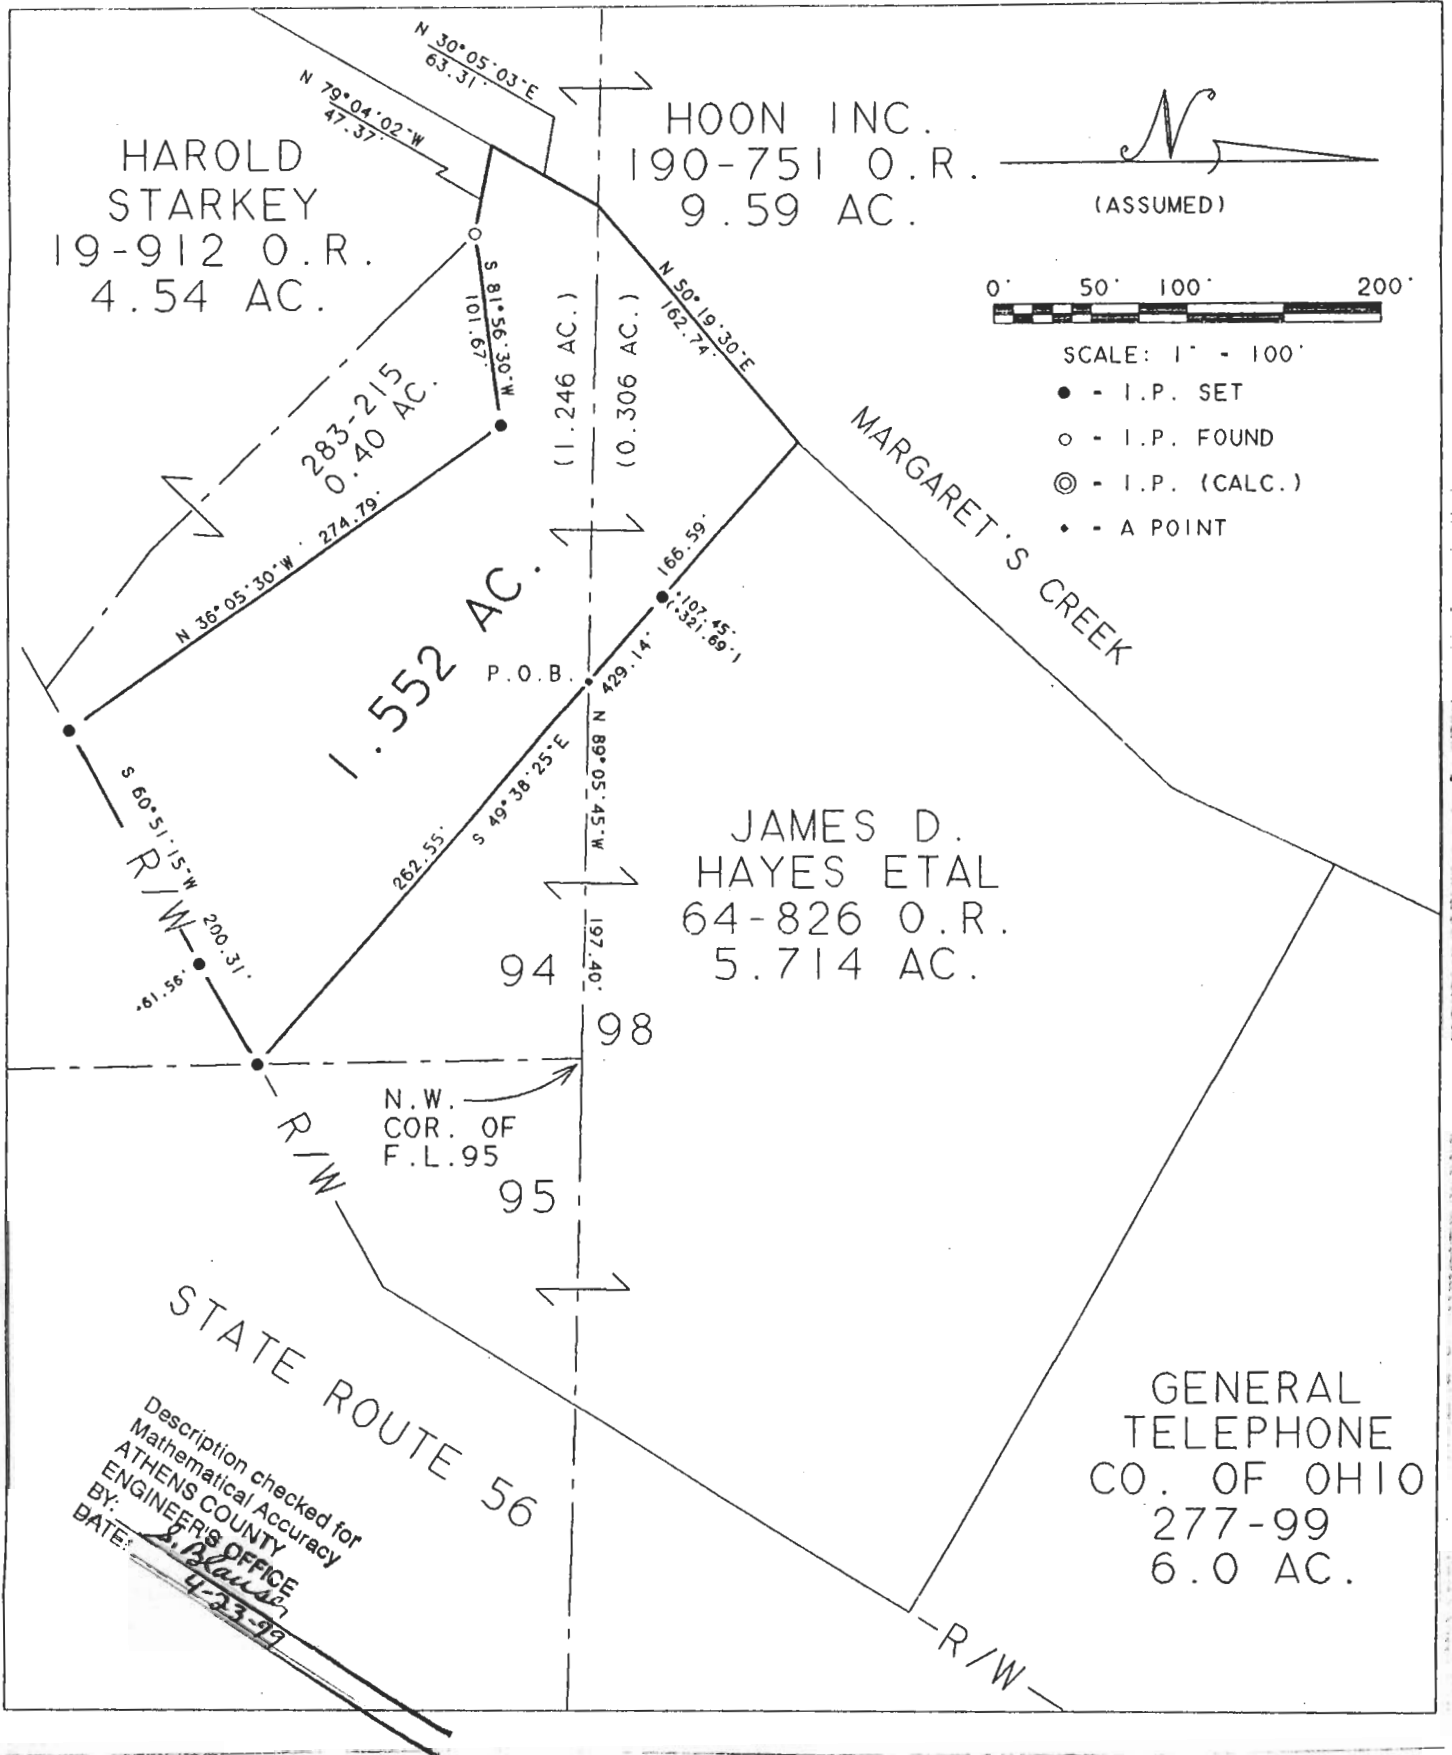 N 30°05'03"E
63.31'
N 79°04'02"W
47.37'
HAROLD
STARKEY
19-912 O.R.
4.54 AC.
HOON INC.
190-751 O.R.
9.59 AC.
N
(ASSUMED)
0' 50' 100' 200'
SCALE: 1" - 100'
● - I.P. SET
○ - I.P. FOUND
◎ - I.P. (CALC.)
• - A POINT
S 81°56'30"W
101.67'
(1.246 AC.)
(0.306 AC.)
N 50°19'30"E
162.74'
283-215
0.40 AC.
N 36°05'30"W 274.79'
MARGARET'S CREEK
1.552 AC.
166.59'
+107.45'
(+321.69')
429.14'
P.O.B.
S 49°38'25"E
262.55'
N 89°05'45"W
197.40'
S 60°51'15"W 200.31'
R/W
+61.56'
JAMES D.
HAYES ETAL
64-826 O.R.
5.714 AC.
94
98
N.W.
COR. OF
F.L.95
95
R/W
STATE ROUTE 56
GENERAL
TELEPHONE
CO. OF OHIO
277-99
6.0 AC.
R/W
Description checked for
Mathematical Accuracy
ATHENS COUNTY
ENGINEER'S OFFICE
BY: S. Blauser
DATE: 4-23-99